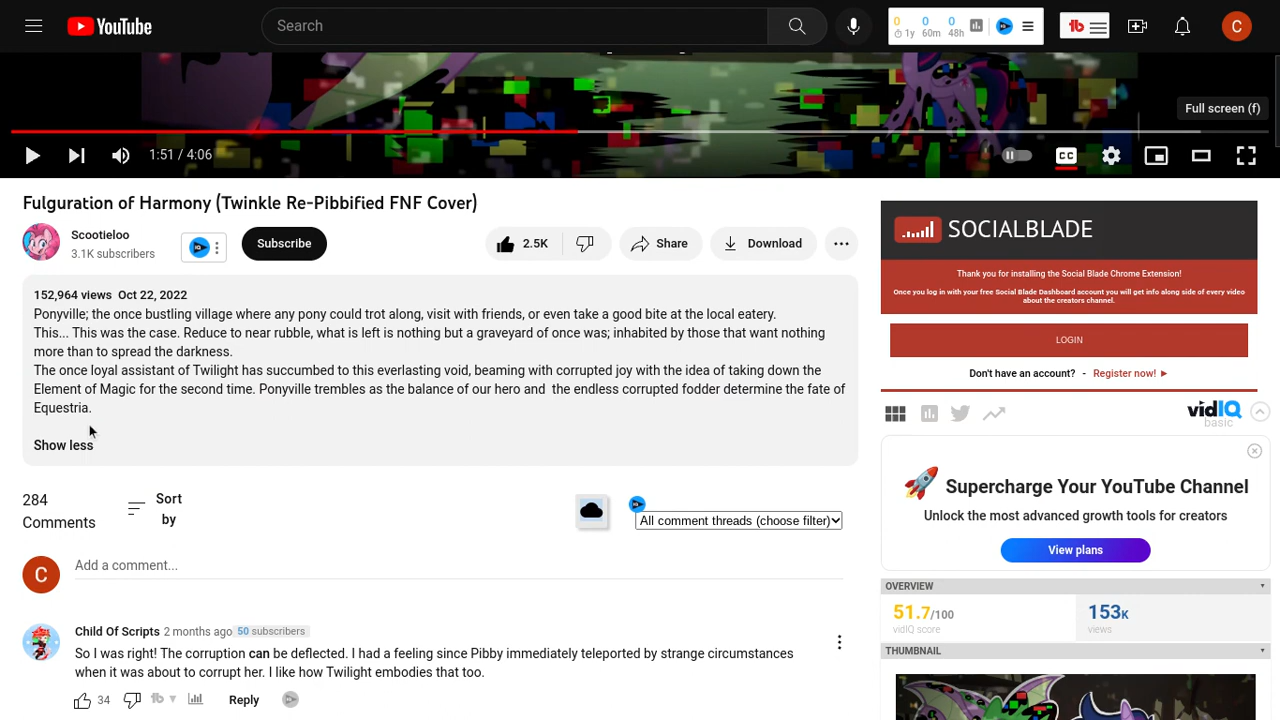 YouTube
Search
0 0 0
1y 60m 48h
C
Full screen (f)
1:51 / 4:06
CC
Fulguration of Harmony (Twinkle Re-Pibbified FNF Cover)
Scootieloo
3.1K subscribers
Subscribe
2.5K
Share
Download
152,964 views Oct 22, 2022
Ponyville; the once bustling village where any pony could trot along, visit with friends, or even take a good bite at the local eatery.
This... This was the case. Reduce to near rubble, what is left is nothing but a graveyard of once was; inhabited by those that want nothing
more than to spread the darkness.
The once loyal assistant of Twilight has succumbed to this everlasting void, beaming with corrupted joy with the idea of taking down the
Element of Magic for the second time. Ponyville trembles as the balance of our hero and the endless corrupted fodder determine the fate of
Equestria.
Show less
284
Comments
Sort
by
All comment threads (choose filter)
C
Add a comment...
Child Of Scripts 2 months ago 50 subscribers
So I was right! The corruption can be deflected. I had a feeling since Pibby immediately teleported by strange circumstances
when it was about to corrupt her. I like how Twilight embodies that too.
34
tb
Reply
SOCIALBLADE
Thank you for installing the Social Blade Chrome Extension!
Once you log in with your free Social Blade Dashboard account you will get info along side of every video
about the creators channel.
LOGIN
Don't have an account? - Register now! ►
vidIQ
basic
Supercharge Your YouTube Channel
Unlock the most advanced growth tools for creators
View plans
OVERVIEW
51.7/100
vidIQ score
153K
views
THUMBNAIL